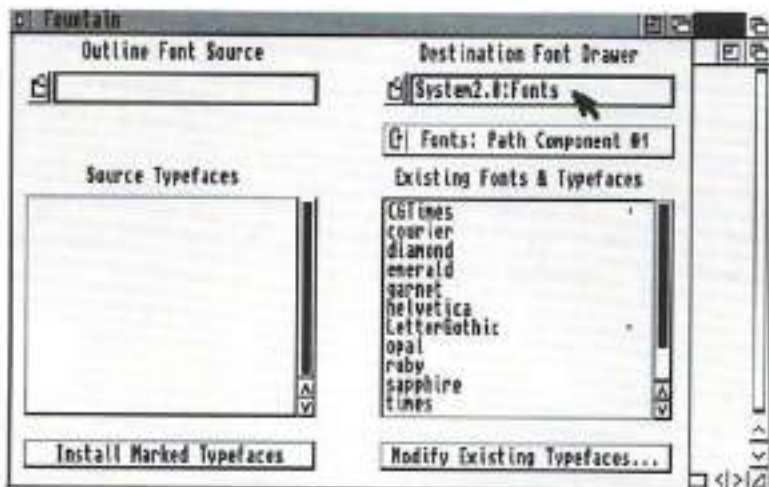 Fountain
Outline Font Source
Destination Font Drawer
System2.0:Fonts
Fonts: Path Component #1
Source Typefaces
Existing Fonts & Typefaces
CGTimes
courier
diamond
emerald
garnet
helvetica
LetterGothic
opal
ruby
sapphire
times
Install Marked Typefaces
Modify Existing Typefaces...